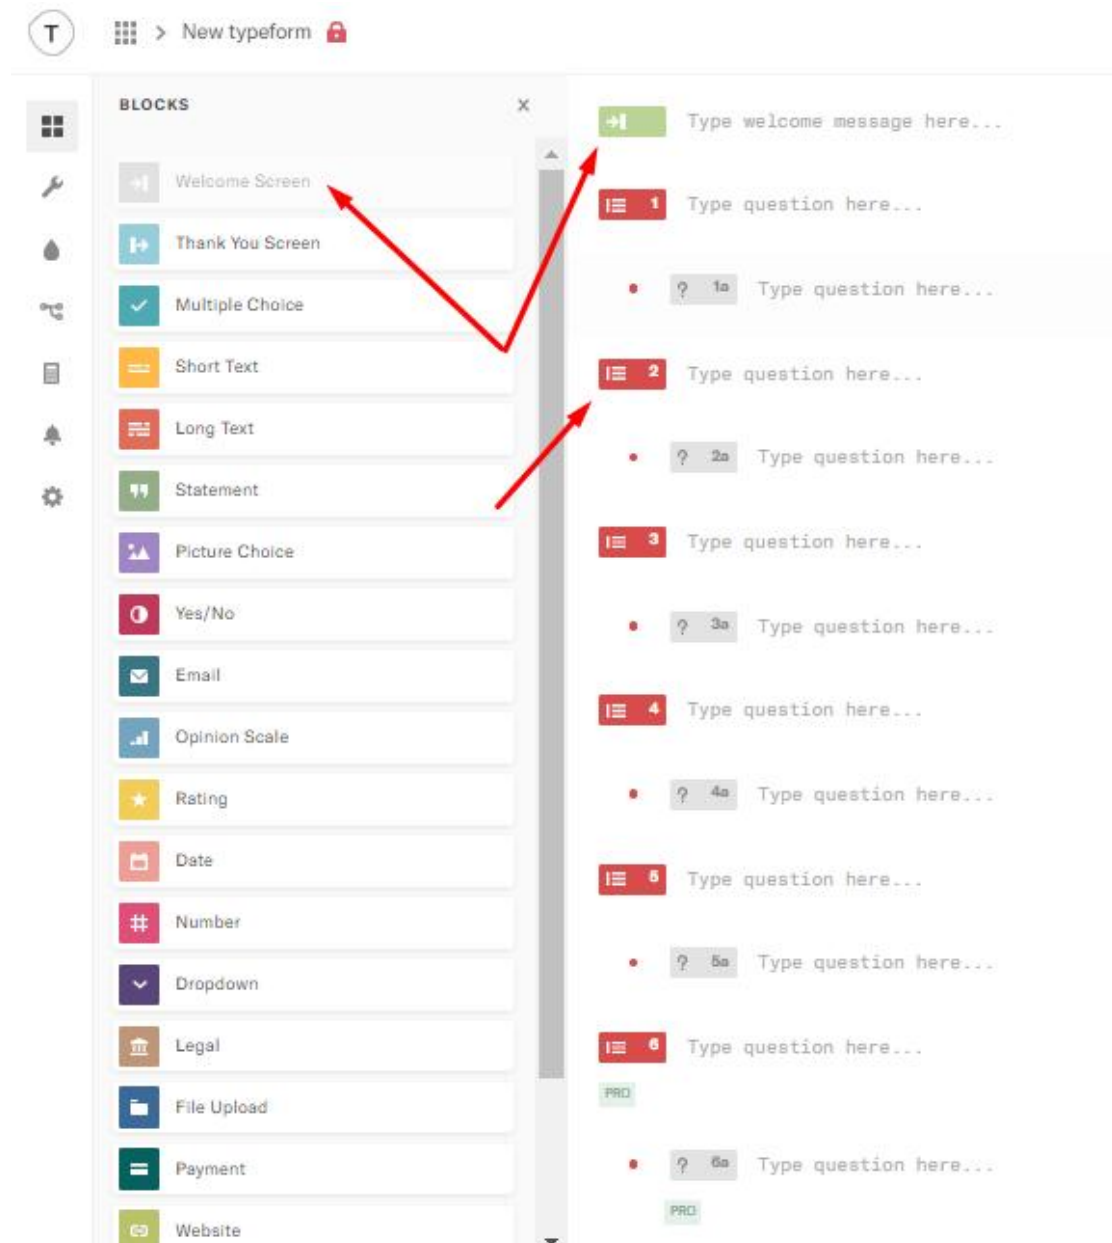 T
New typeform
BLOCKS
x
Welcome Screen
Thank You Screen
Multiple Choice
Short Text
Long Text
Statement
Picture Choice
Yes/No
Email
Opinion Scale
Rating
Date
Number
Dropdown
Legal
File Upload
Payment
Website
Type welcome message here...
1 Type question here...
? 1a Type question here...
2 Type question here...
? 2a Type question here...
3 Type question here...
? 3a Type question here...
4 Type question here...
? 4a Type question here...
5 Type question here...
? 5a Type question here...
6 Type question here...
PRO
? 6a Type question here...
PRO